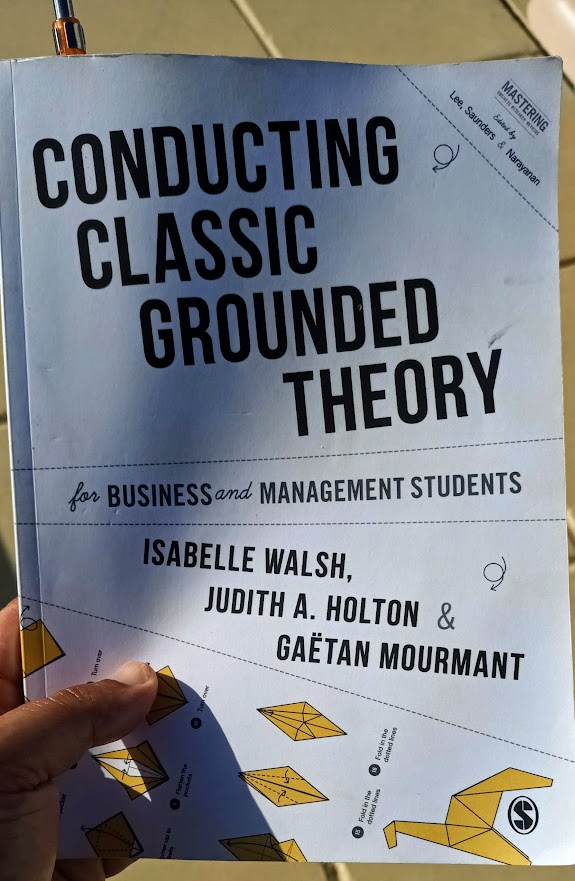 MASTERING
Edited by
Lee, Saunders & Narayanan
CONDUCTING
CLASSIC
GROUNDED
THEORY
for BUSINESS and MANAGEMENT STUDENTS
ISABELLE WALSH,
JUDITH A. HOLTON &
GAËTAN MOURMANT
Turn over
Turn over
Flatten the
pockets
15 Fold in the
dotted lines
16 Fold in the
dotted lines
S